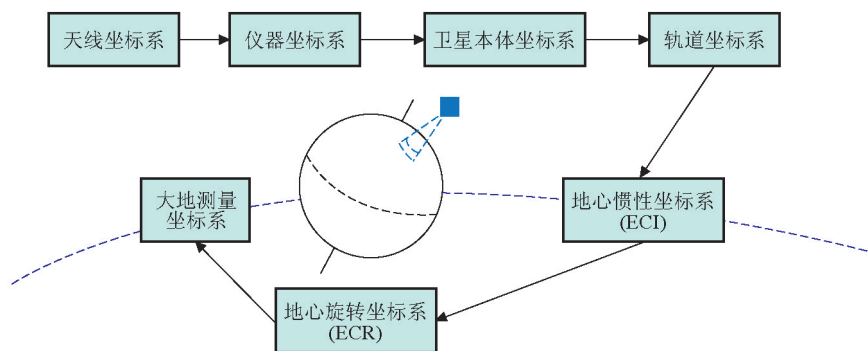 天线坐标系
仪器坐标系
卫星本体坐标系
轨道坐标系
大地测量
坐标系
地心惯性坐标系
(ECI)
地心旋转坐标系
(ECR)